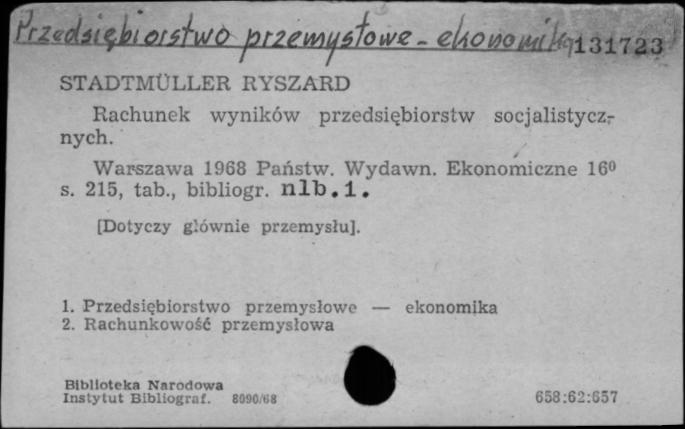 Przedsiębiorstwo przemysłowe - ekonomika 131723
STADTMÜLLER RYSZARD
Rachunek wyników przedsiębiorstw socjalistycz-
nych.
Warszawa 1968 Państw. Wydawn. Ekonomiczne 16⁰
s. 215, tab., bibliogr. nlb.1.
[Dotyczy głównie przemysłu].
1. Przedsiębiorstwo przemysłowe — ekonomika
2. Rachunkowość przemysłowa
Biblioteka Narodowa
Instytut Bibliograf. 8090/68 658:62:657